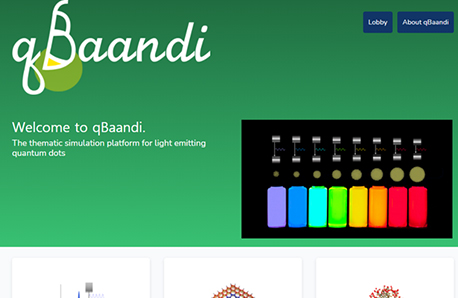 qBaandi
Lobby
About qBaandi
Welcome to qBaandi.
The thematic simulation platform for light emitting
quantum dots